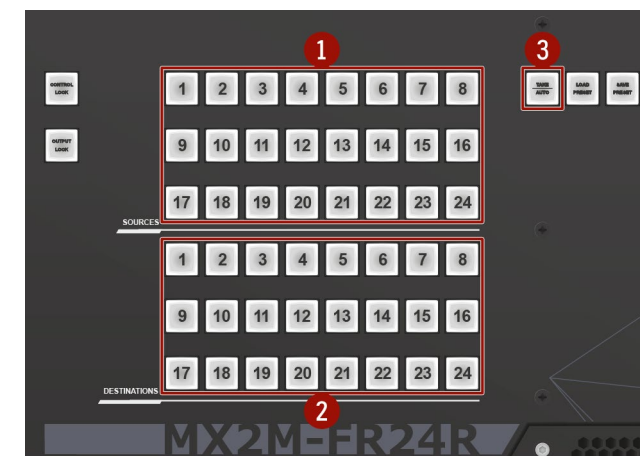 1
3
CONTROL
LOCK
1 2 3 4 5 6 7 8
TAKE
AUTO
LOAD
PRESET
SAVE
PRESET
OUTPUT
LOCK
9 10 11 12 13 14 15 16
17 18 19 20 21 22 23 24
SOURCES
1 2 3 4 5 6 7 8
9 10 11 12 13 14 15 16
17 18 19 20 21 22 23 24
DESTINATIONS
2
MX2M-FR24R